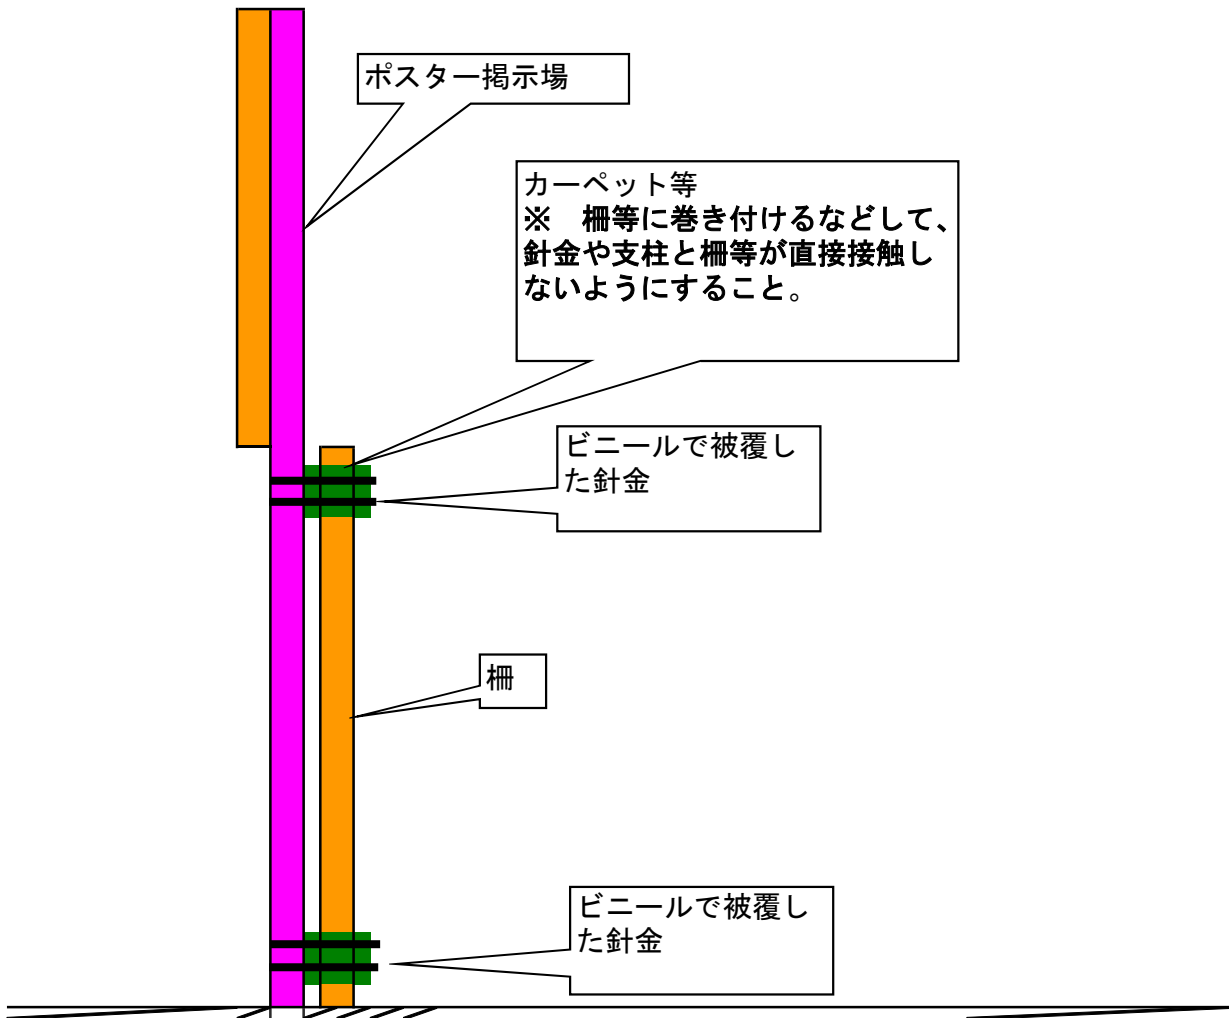 ポスター掲示場
カーペット等
※　柵等に巻き付けるなどして、
針金や支柱と柵等が直接接触し
ないようにすること。
ビニールで被覆し
た針金
柵
ビニールで被覆し
た針金